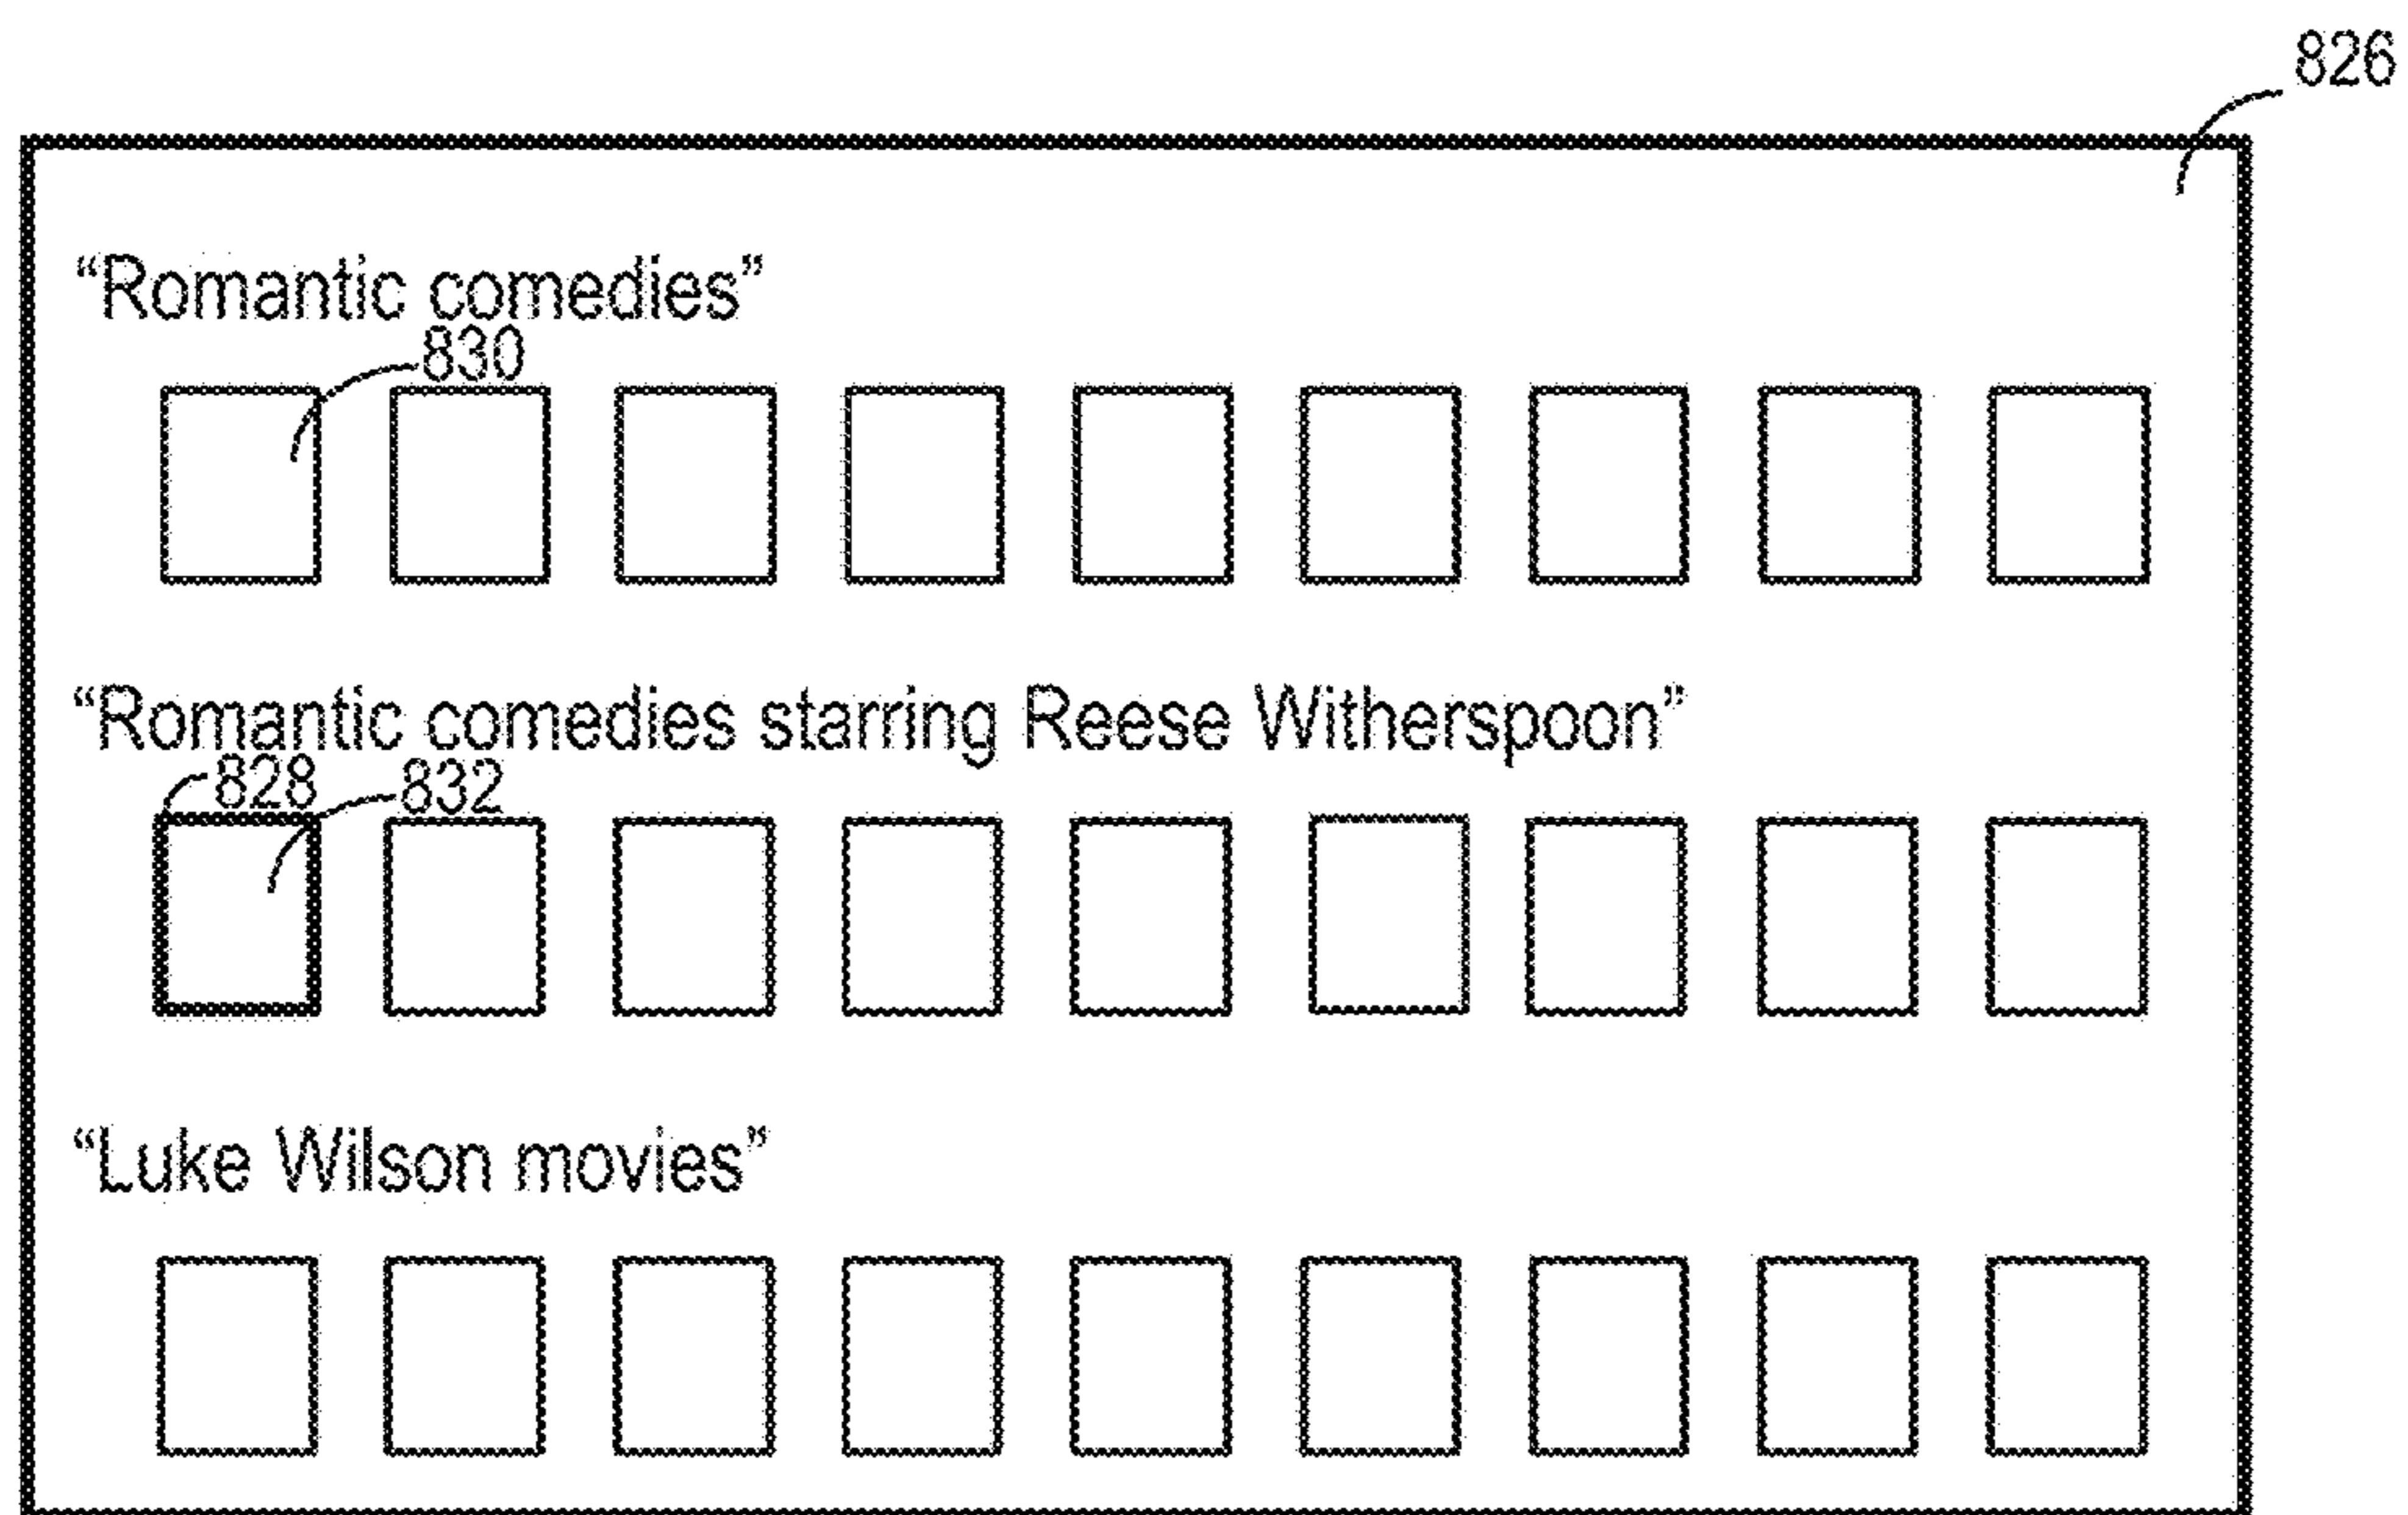 826
“Romantic comedies”
830
“Romantic comedies starring Reese Witherspoon”
828 832
“Luke Wilson movies”